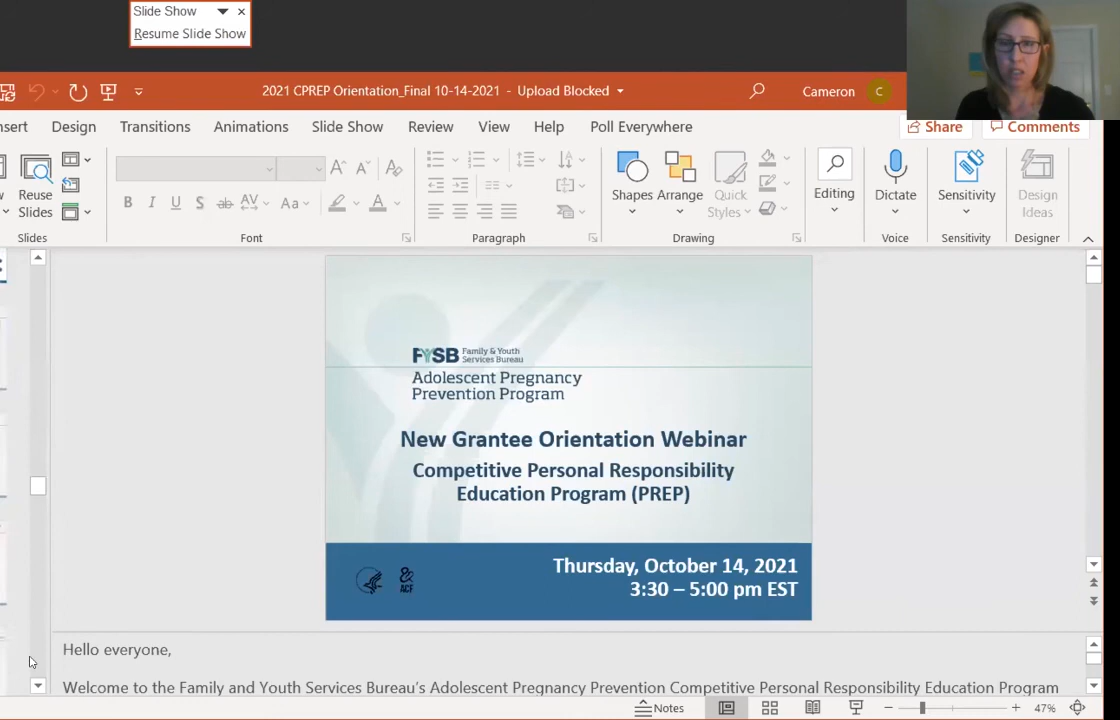 Slide Show
Resume Slide Show
2021 CPREP Orientation_Final 10-14-2021 - Upload Blocked
Cameron
C
nsert Design Transitions Animations Slide Show Review View Help Poll Everywhere
Share Comments
Reuse
Slides
B I U S ab AV Aa A
Shapes Arrange Quick
Styles
Editing
Dictate
Sensitivity
Design
Ideas
Slides Font Paragraph Drawing Voice Sensitivity Designer
FYSB Family & Youth
Services Bureau
Adolescent Pregnancy
Prevention Program
New Grantee Orientation Webinar
Competitive Personal Responsibility
Education Program (PREP)
Thursday, October 14, 2021
3:30 – 5:00 pm EST
ACF
Hello everyone,
Welcome to the Family and Youth Services Bureau's Adolescent Pregnancy Prevention Competitive Personal Responsibility Education Program
Notes
47%